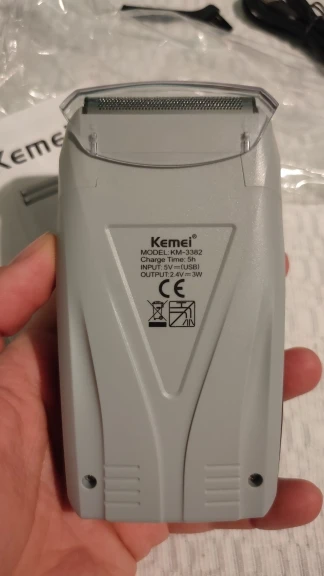 Kemei
Kemei®
MODEL: KM-3382
Charge Time: 5h
INPUT: 5V⎓(USB)
OUTPUT:2.4V⎓3W
CE